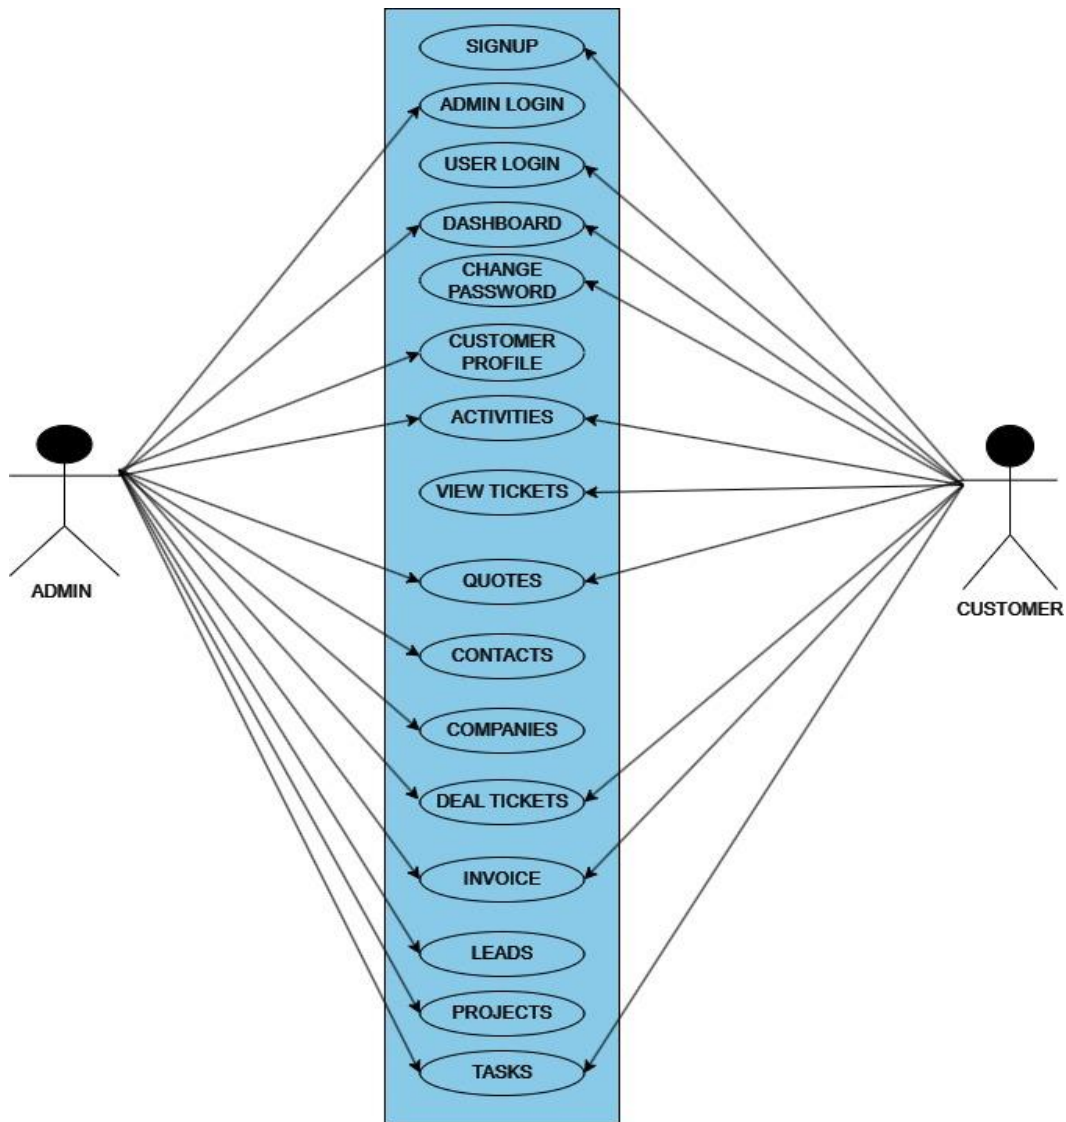 SIGNUP
ADMIN LOGIN
USER LOGIN
DASHBOARD
CHANGE
PASSWORD
CUSTOMER
PROFILE
ACTIVITIES
VIEW TICKETS
QUOTES
ADMIN
CUSTOMER
CONTACTS
COMPANIES
DEAL TICKETS
INVOICE
LEADS
PROJECTS
TASKS